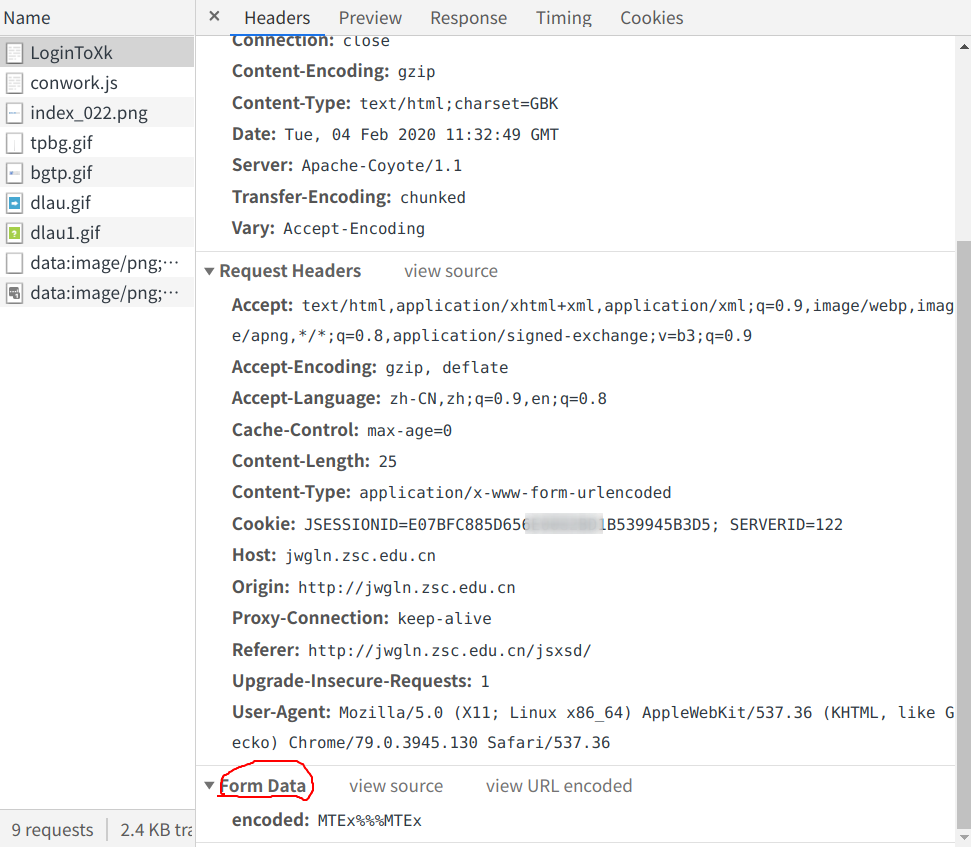 Name
× Headers Preview Response Timing Cookies
LoginToXk
conwork.js
index_022.png
tpbg.gif
bgtp.gif
dlau.gif
dlau1.gif
data:image/png;…
data:image/png;…
9 requests 2.4 KB tra
Connection: close
Content-Encoding: gzip
Content-Type: text/html;charset=GBK
Date: Tue, 04 Feb 2020 11:32:49 GMT
Server: Apache-Coyote/1.1
Transfer-Encoding: chunked
Vary: Accept-Encoding
Request Headers view source
Accept: text/html,application/xhtml+xml,application/xml;q=0.9,image/webp,imag
e/apng,*/*;q=0.8,application/signed-exchange;v=b3;q=0.9
Accept-Encoding: gzip, deflate
Accept-Language: zh-CN,zh;q=0.9,en;q=0.8
Cache-Control: max-age=0
Content-Length: 25
Content-Type: application/x-www-form-urlencoded
Cookie: SERVERID=122
Host: jwgln.zsc.edu.cn
Origin: http://jwgln.zsc.edu.cn
Proxy-Connection: keep-alive
Referer: http://jwgln.zsc.edu.cn/jsxsd/
Upgrade-Insecure-Requests: 1
User-Agent: Mozilla/5.0 (X11; Linux x86_64) AppleWebKit/537.36 (KHTML, like G
ecko) Chrome/79.0.3945.130 Safari/537.36
Form Data view source view URL encoded
encoded: MTEx%%%MTEx